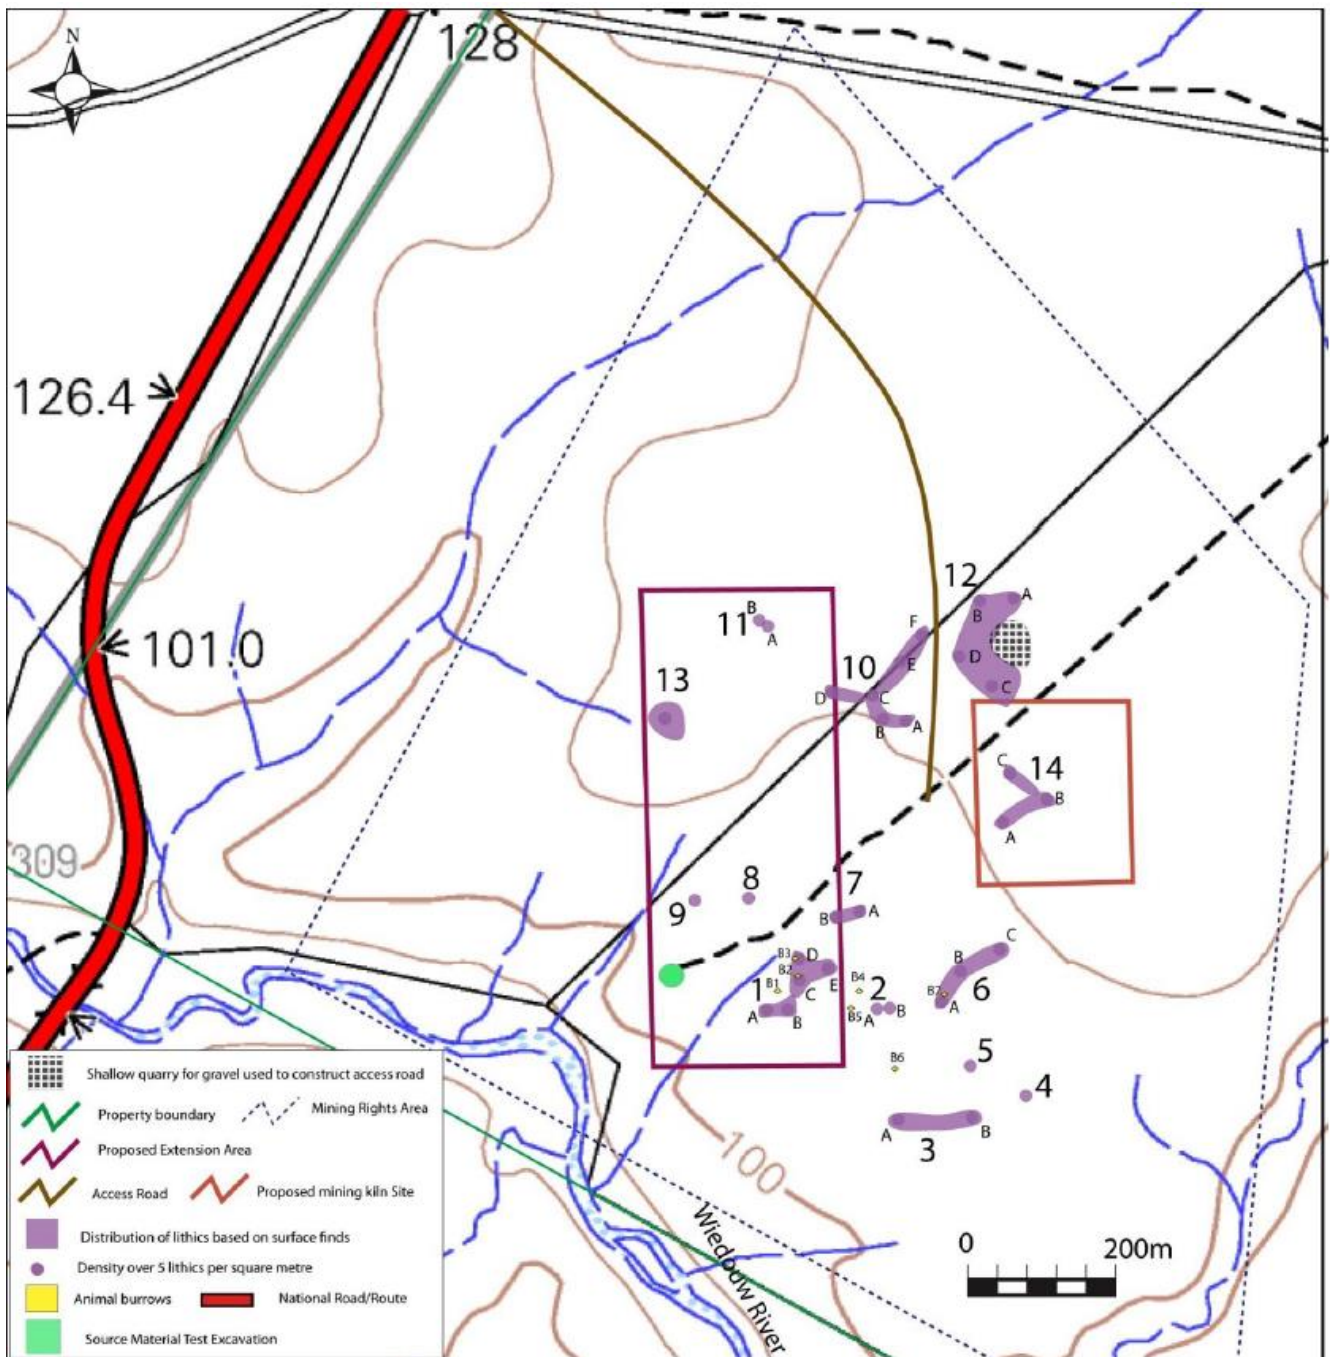 N
128
126.4
101.0
309
12
A
B
D
C
B
11
A
F
10
E
D
C
B
A
13
C
14
B
A
8
9
7
B
A
B3
D
B2
B1
E
1
C
A
B
B4
2
B5
A
B
C
B
B7
6
A
B6
5
4
A
B
3
100
Wiedouw River
0
200m
Shallow quarry for gravel used to construct access road
Property boundary
Mining Rights Area
Proposed Extension Area
Access Road
Proposed mining kiln Site
Distribution of lithics based on surface finds
Density over 5 lithics per square metre
Animal burrows
National Road/Route
Source Material Test Excavation